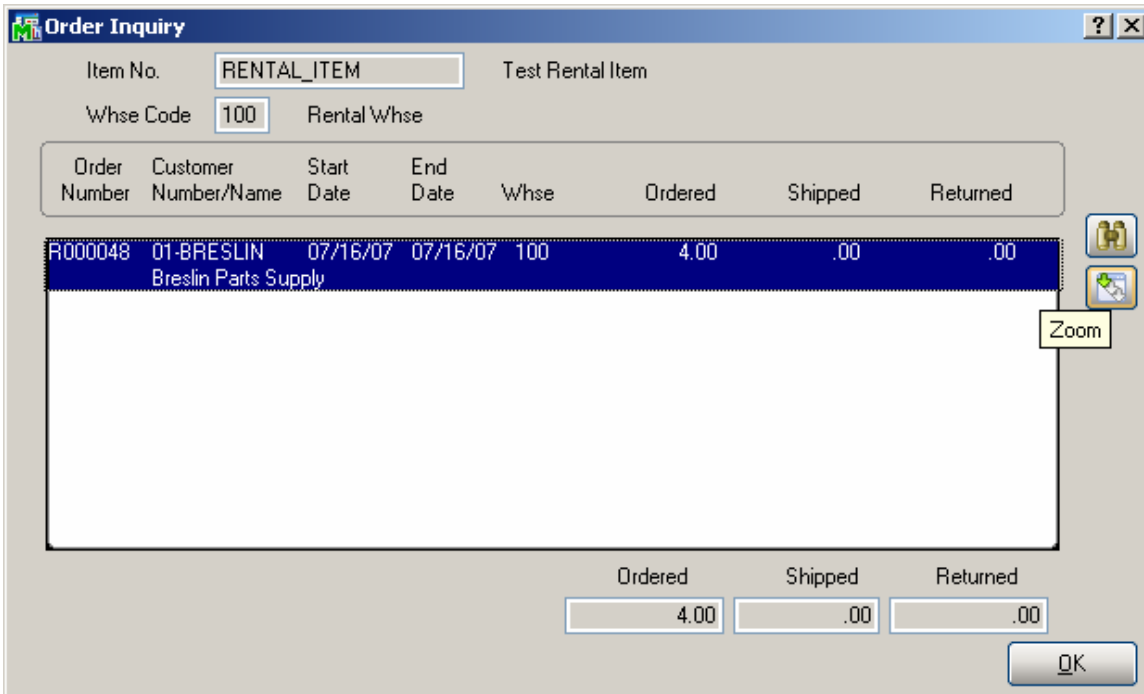 Order Inquiry
Item No. RENTAL_ITEM Test Rental Item
Whse Code 100 Rental Whse
Order Customer Start End
Number Number/Name Date Date Whse Ordered Shipped Returned
R000048 01-BRESLIN 07/16/07 07/16/07 100 4.00 .00 .00
Breslin Parts Supply
Zoom
Ordered Shipped Returned
4.00 .00 .00
OK